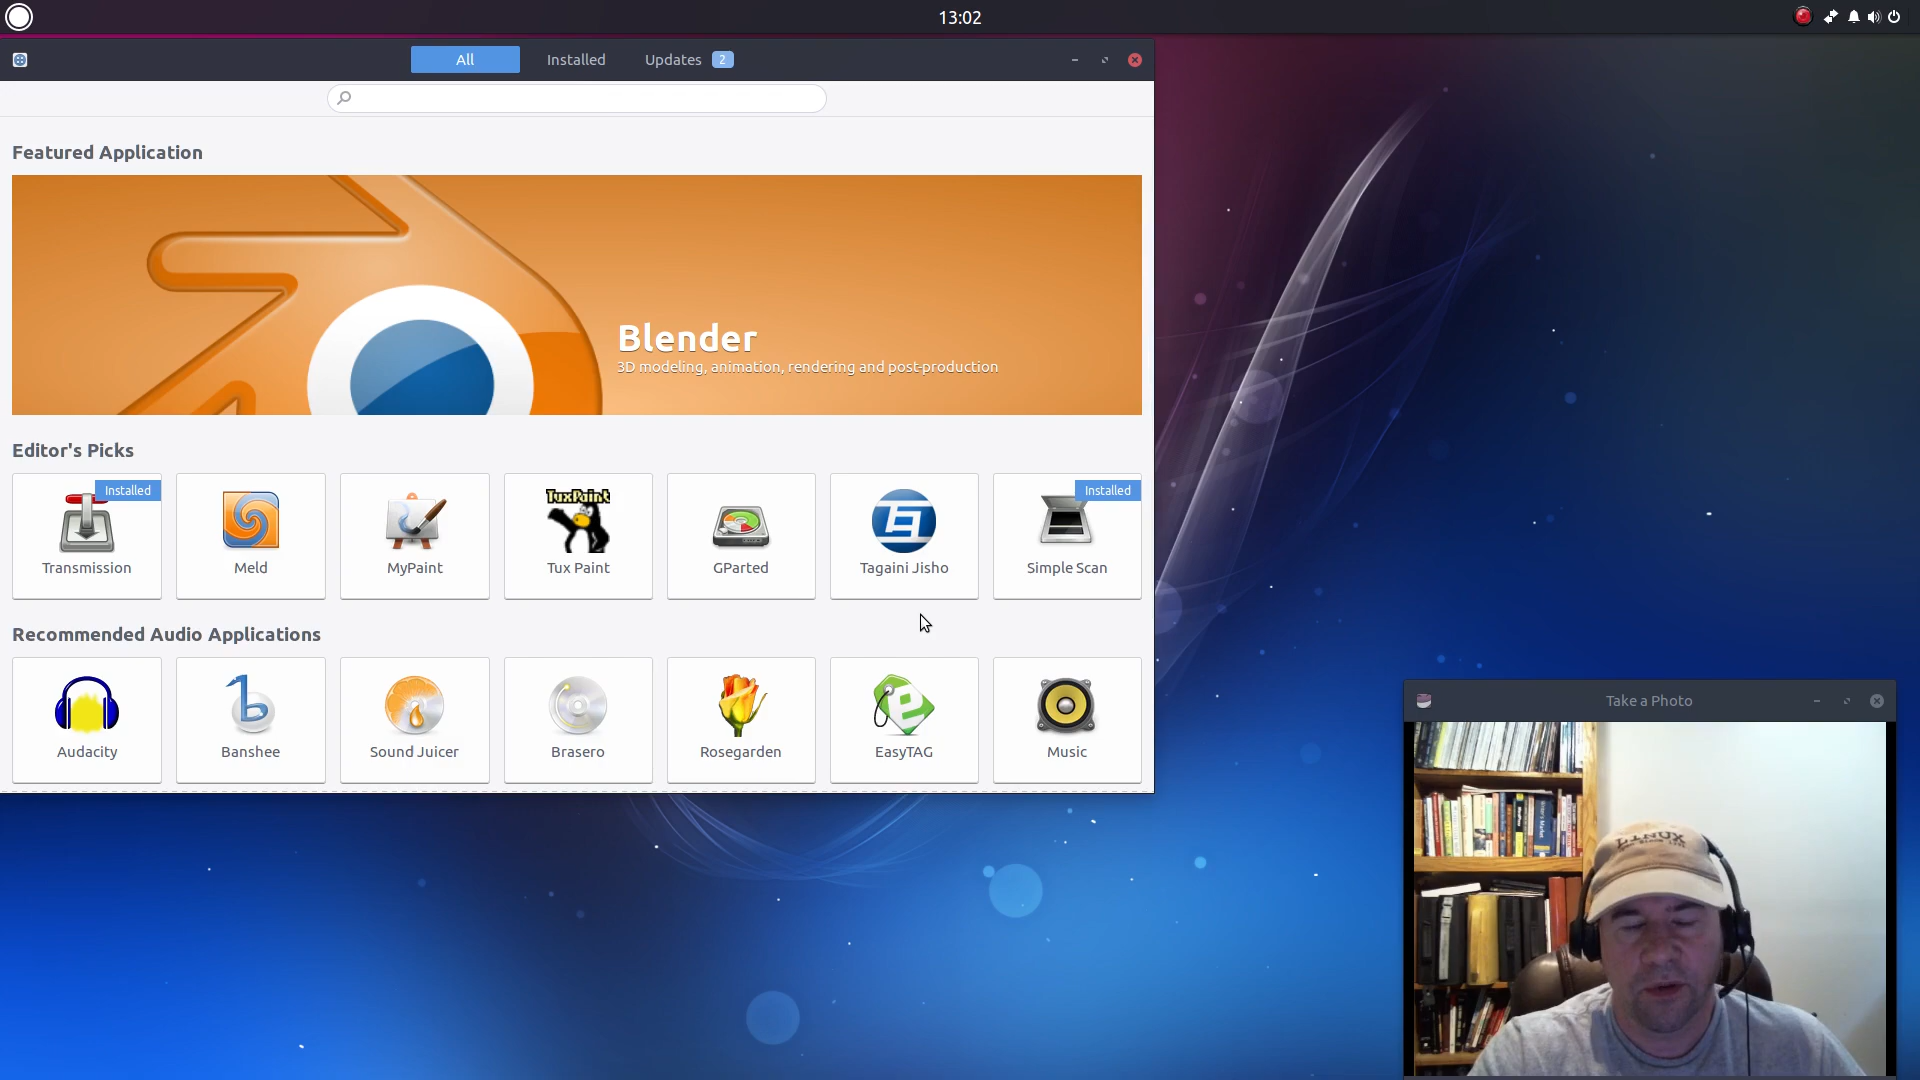 13:02
All
Installed
Updates 2
Featured Application
Blender
3D modeling, animation, rendering and post-production
Editor's Picks
Installed
Installed
TuxPaint
Transmission
Meld
MyPaint
Tux Paint
GParted
Tagaini Jisho
Simple Scan
Recommended Audio Applications
Audacity
Banshee
Sound Juicer
Brasero
Rosegarden
EasyTAG
Music
Take a Photo
LINUX